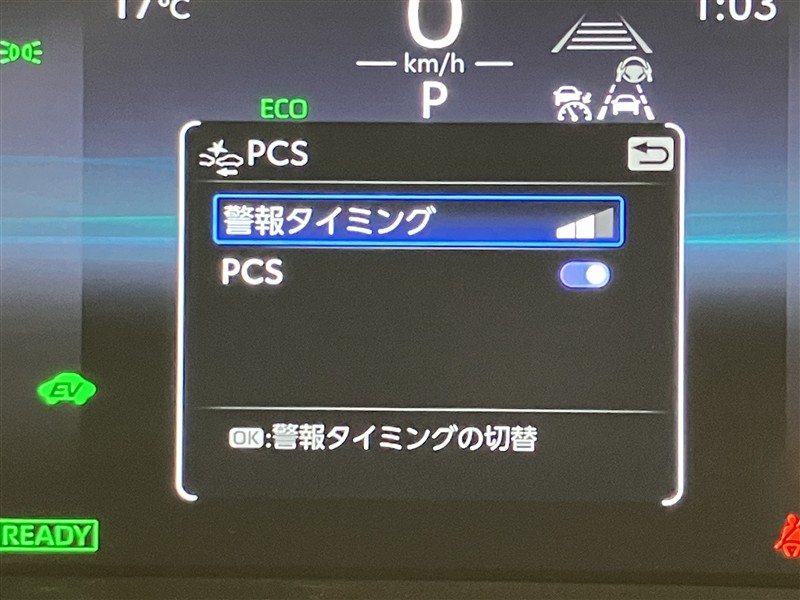 17℃
0
1:03
km/h
P
ECO
PCS
警報タイミング
PCS
EV
OK:警報タイミングの切替
READY